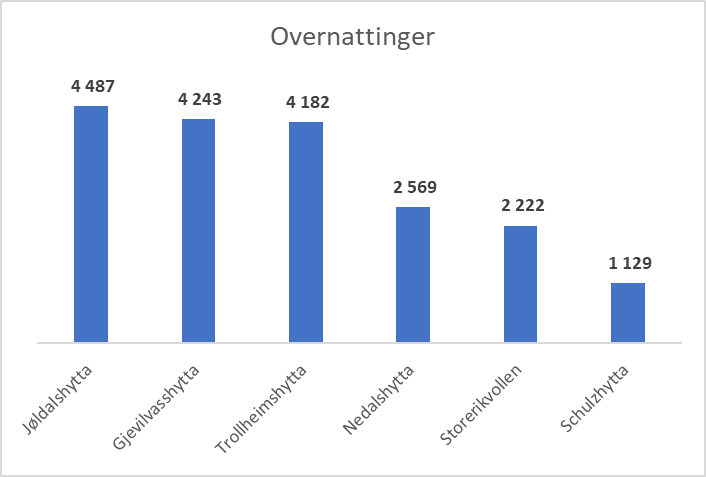 Overnattinger
4 487
4 243
4 182
2 569
2 222
1 129
Jøldalshytta
Gjevilvasshytta
Trollheimshytta
Nedalshytta
Storerikvollen
Schulzhytta